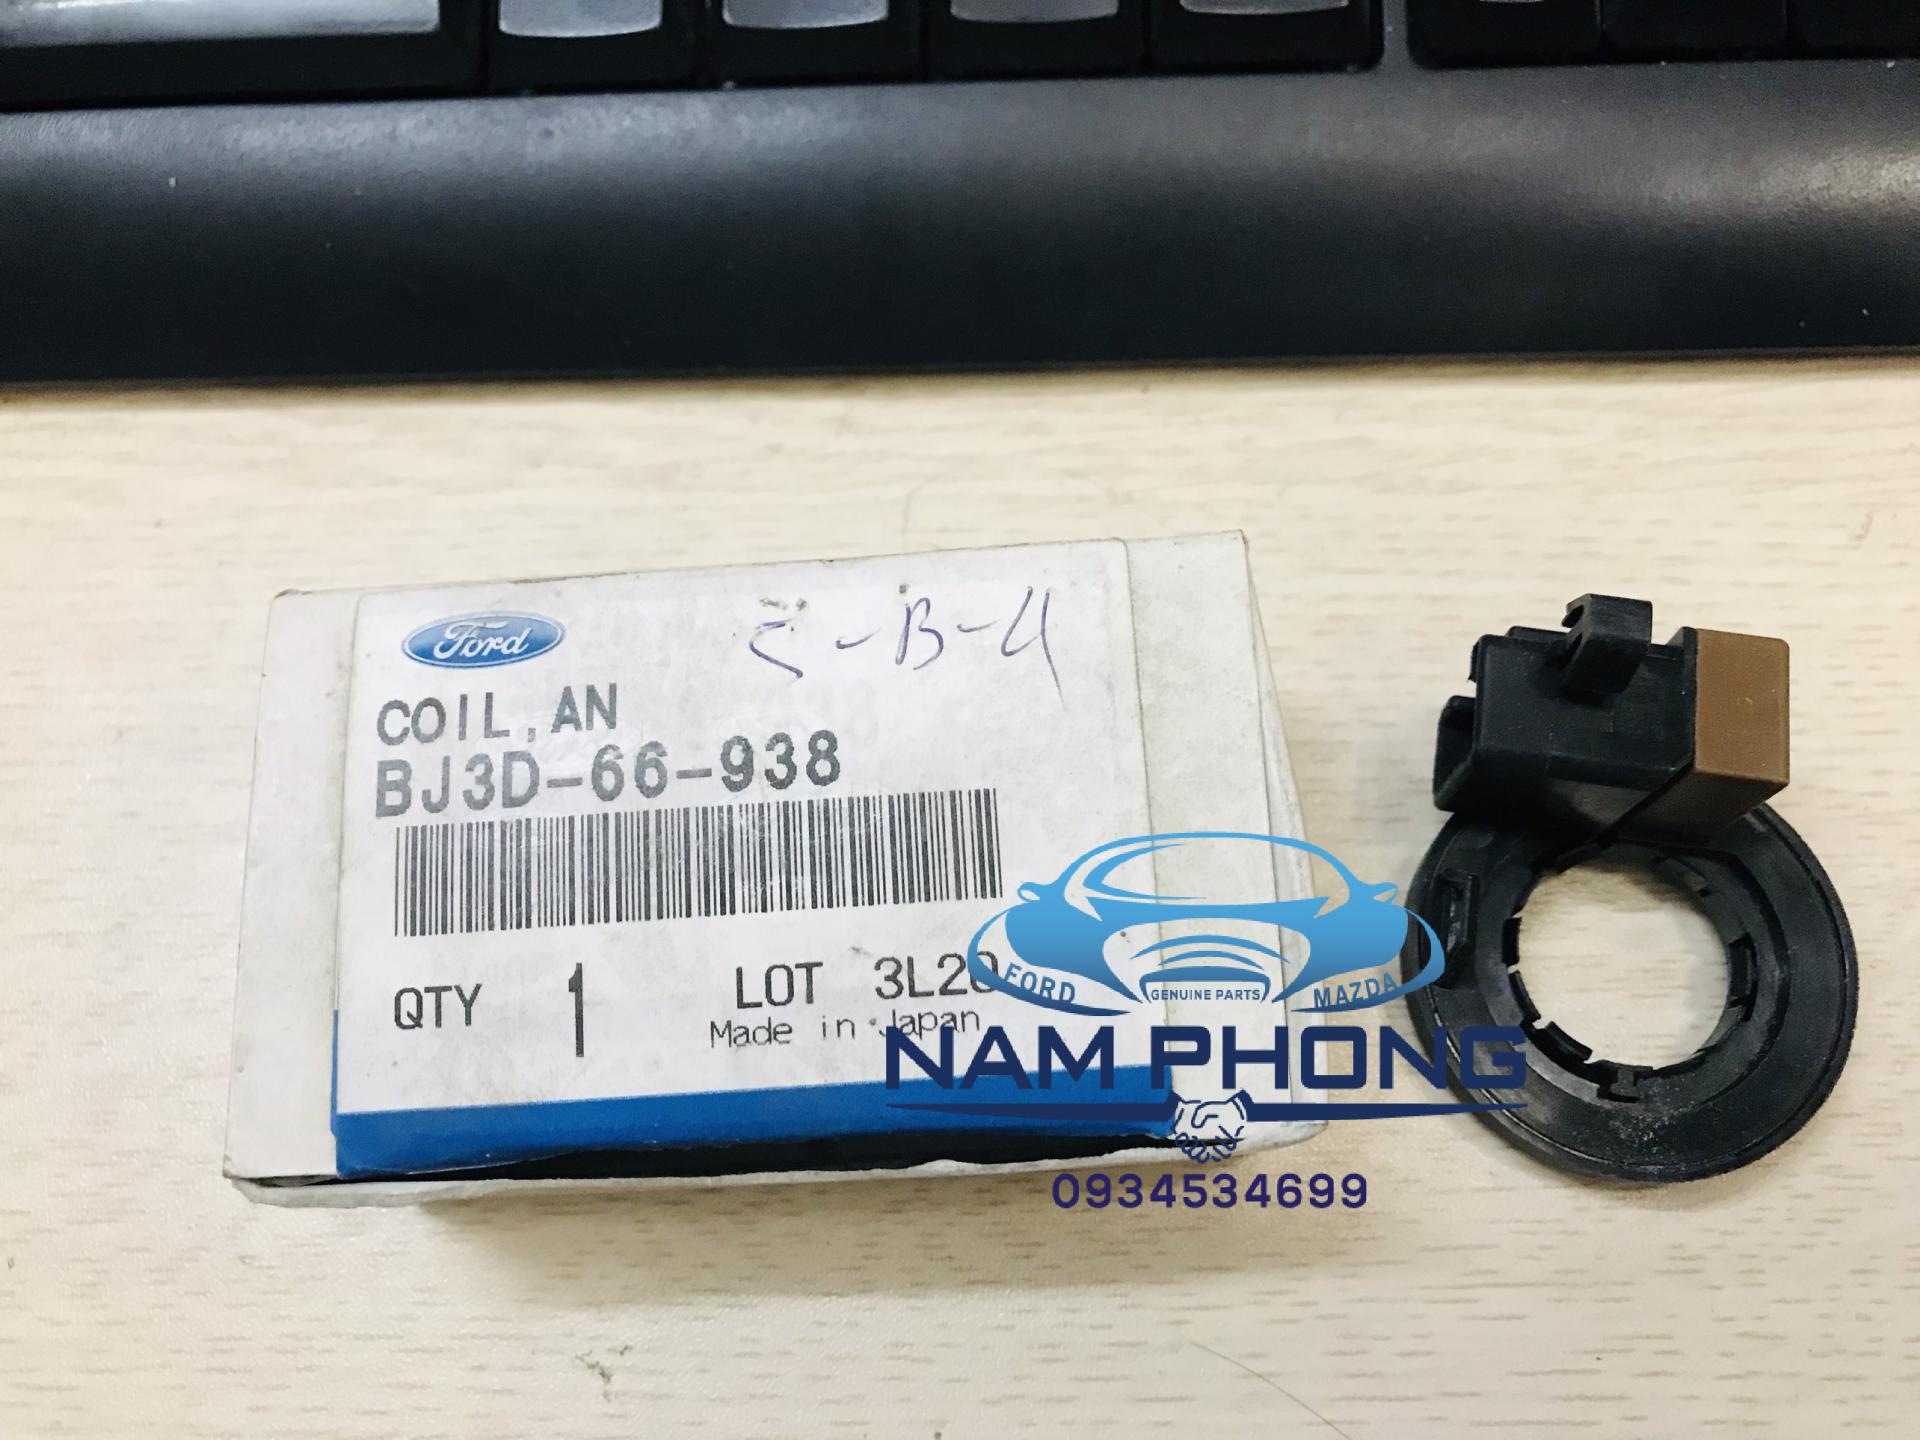 Ford
COIL, AN
BJ3D-66-938
QTY 1 LOT 3L20
Made in Japan
FORD GENUINE PARTS MAZDA
NAM PHONG
0934534699